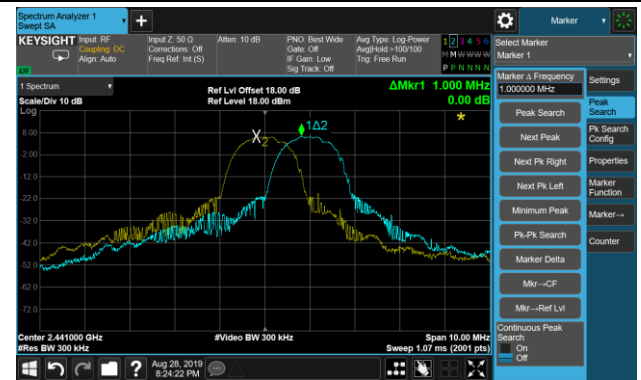 Spectrum Analyzer 1
Swept SA
Marker
KEYSIGHT
Input: RF
Coupling: DC
Align: Auto
Input Z: 50 Ω
Corrections: Off
Freq Ref: Int (S)
Atten: 10 dB
PNO: Best Wide
Gate: Off
IF Gain: Low
Sig Track: Off
Avg Type: Log-Power
Avg|Hold:>100/100
Trig: Free Run
1 2 3 4 5 6
M M W W W W
P P N N N N
Select Marker
Marker 1
1 Spectrum
Scale/Div 10 dB
Log
Ref Lvl Offset 18.00 dB
Ref Level 18.00 dBm
ΔMkr1 1.000 MHz
0.00 dB
8.00
-2.00
-12.0
-22.0
-32.0
-42.0
-52.0
-62.0
-72.0
X2
1Δ2
Center 2.441000 GHz
#Res BW 300 kHz
#Video BW 300 kHz
Span 10.00 MHz
Sweep 1.07 ms (2001 pts)
Marker Δ Frequency
1.000000 MHz
Peak Search
Next Peak
Next Pk Right
Next Pk Left
Minimum Peak
Pk-Pk Search
Marker Delta
Mkr→CF
Mkr→Ref Lvl
Continuous Peak
Search
On
Off
Settings
Peak
Search
Pk Search
Config
Properties
Marker
Function
Marker→
Counter
?
Aug 28, 2019
8:24:22 PM